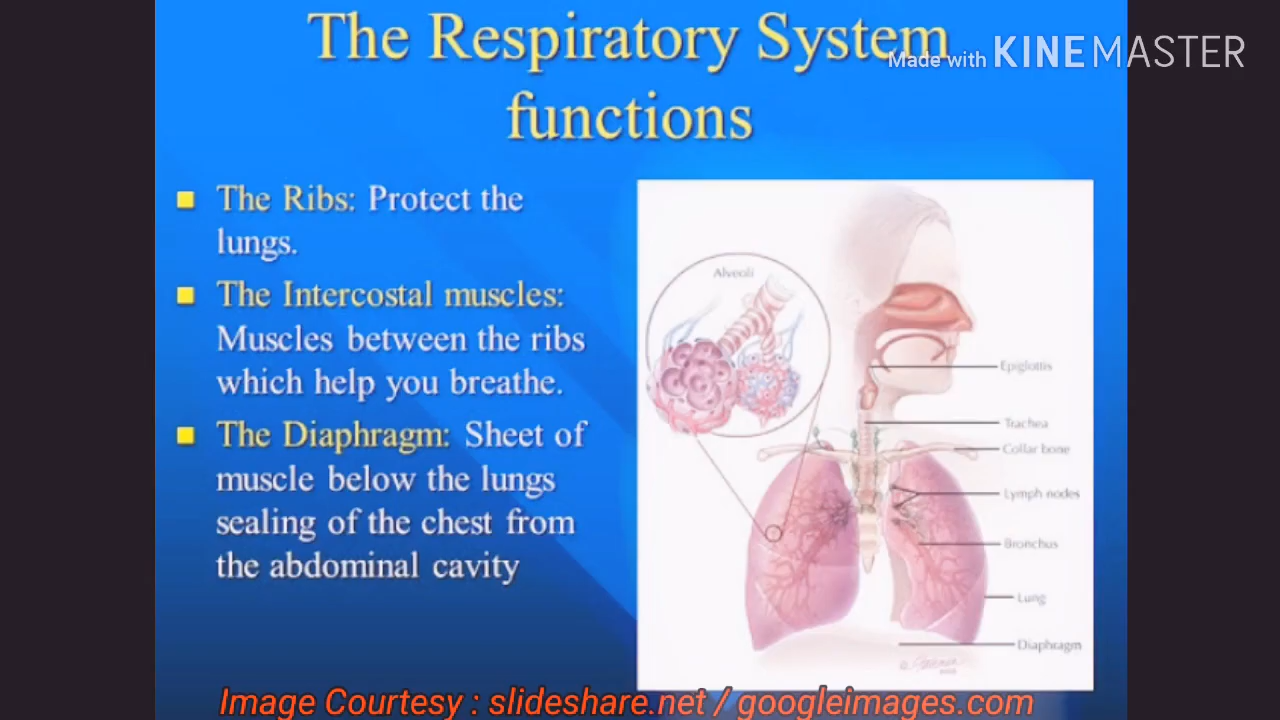 The Respiratory System
Made with KINEMASTER
functions
The Ribs: Protect the
lungs.
The Intercostal muscles:
Muscles between the ribs
which help you breathe.
The Diaphragm: Sheet of
muscle below the lungs
sealing of the chest from
the abdominal cavity
Alveoli
Epiglottis
Trachea
Collar bone
Lymph nodes
Bronchus
Lung
Diaphragm
Image Courtesy : slideshare.net / googleimages.com